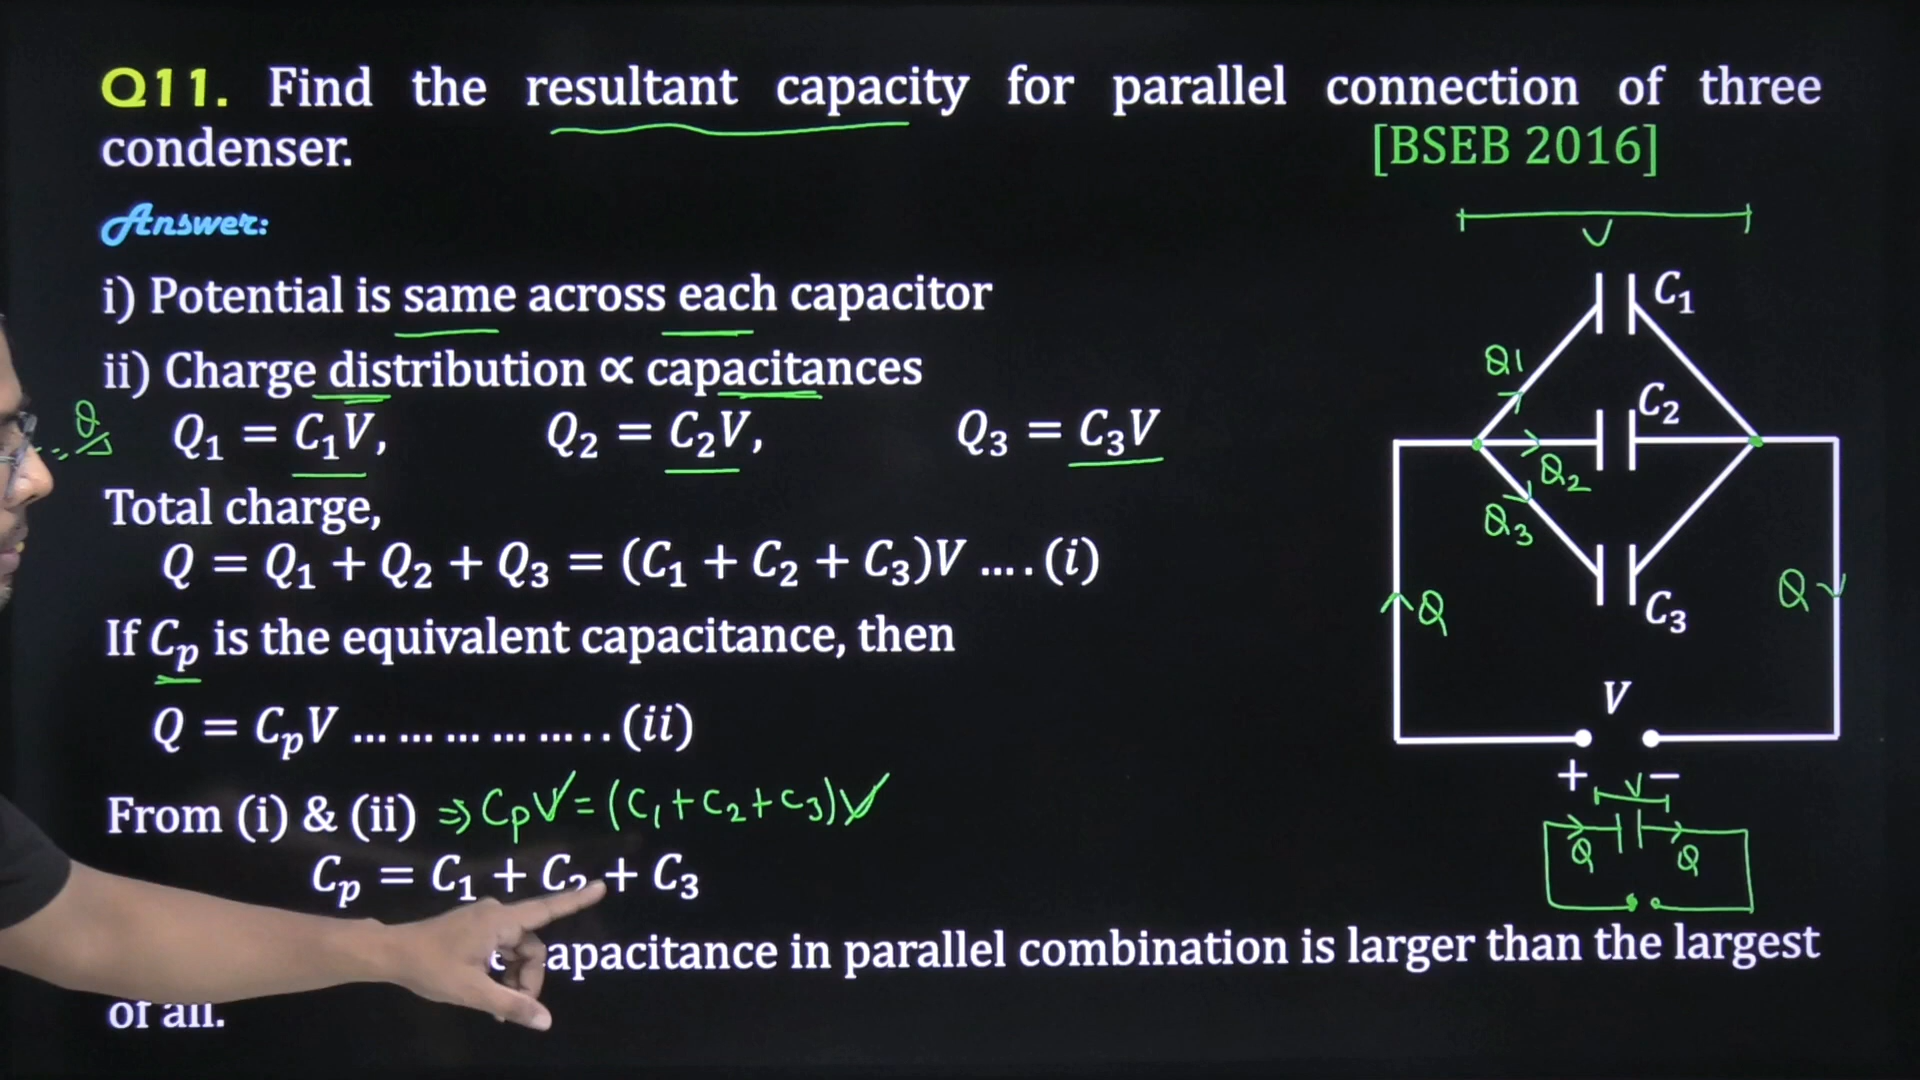 Q11. Find the resultant capacity for parallel connection of three
condenser. [BSEB 2016]
Answer:
V
i) Potential is same across each capacitor
C₁
ii) Charge distribution ∝ capacitances
Q1
C₂
Q₁ = C₁V, Q₂ = C₂V, Q₃ = C₃V
Q₂
Total charge,
Q₃
Q = Q₁ + Q₂ + Q₃ = (C₁ + C₂ + C₃)V .... (i)
Q
Q
C₃
If Cₚ is the equivalent capacitance, then
V
Q = CₚV ... ... ... ... ... .. (ii)
+ −
V
From (i) & (ii) ⇒ CₚV = (C₁+C₂+C₃)V
Q Q
Cₚ = C₁ + C₂ + C₃
capacitance in parallel combination is larger than the largest
of all.